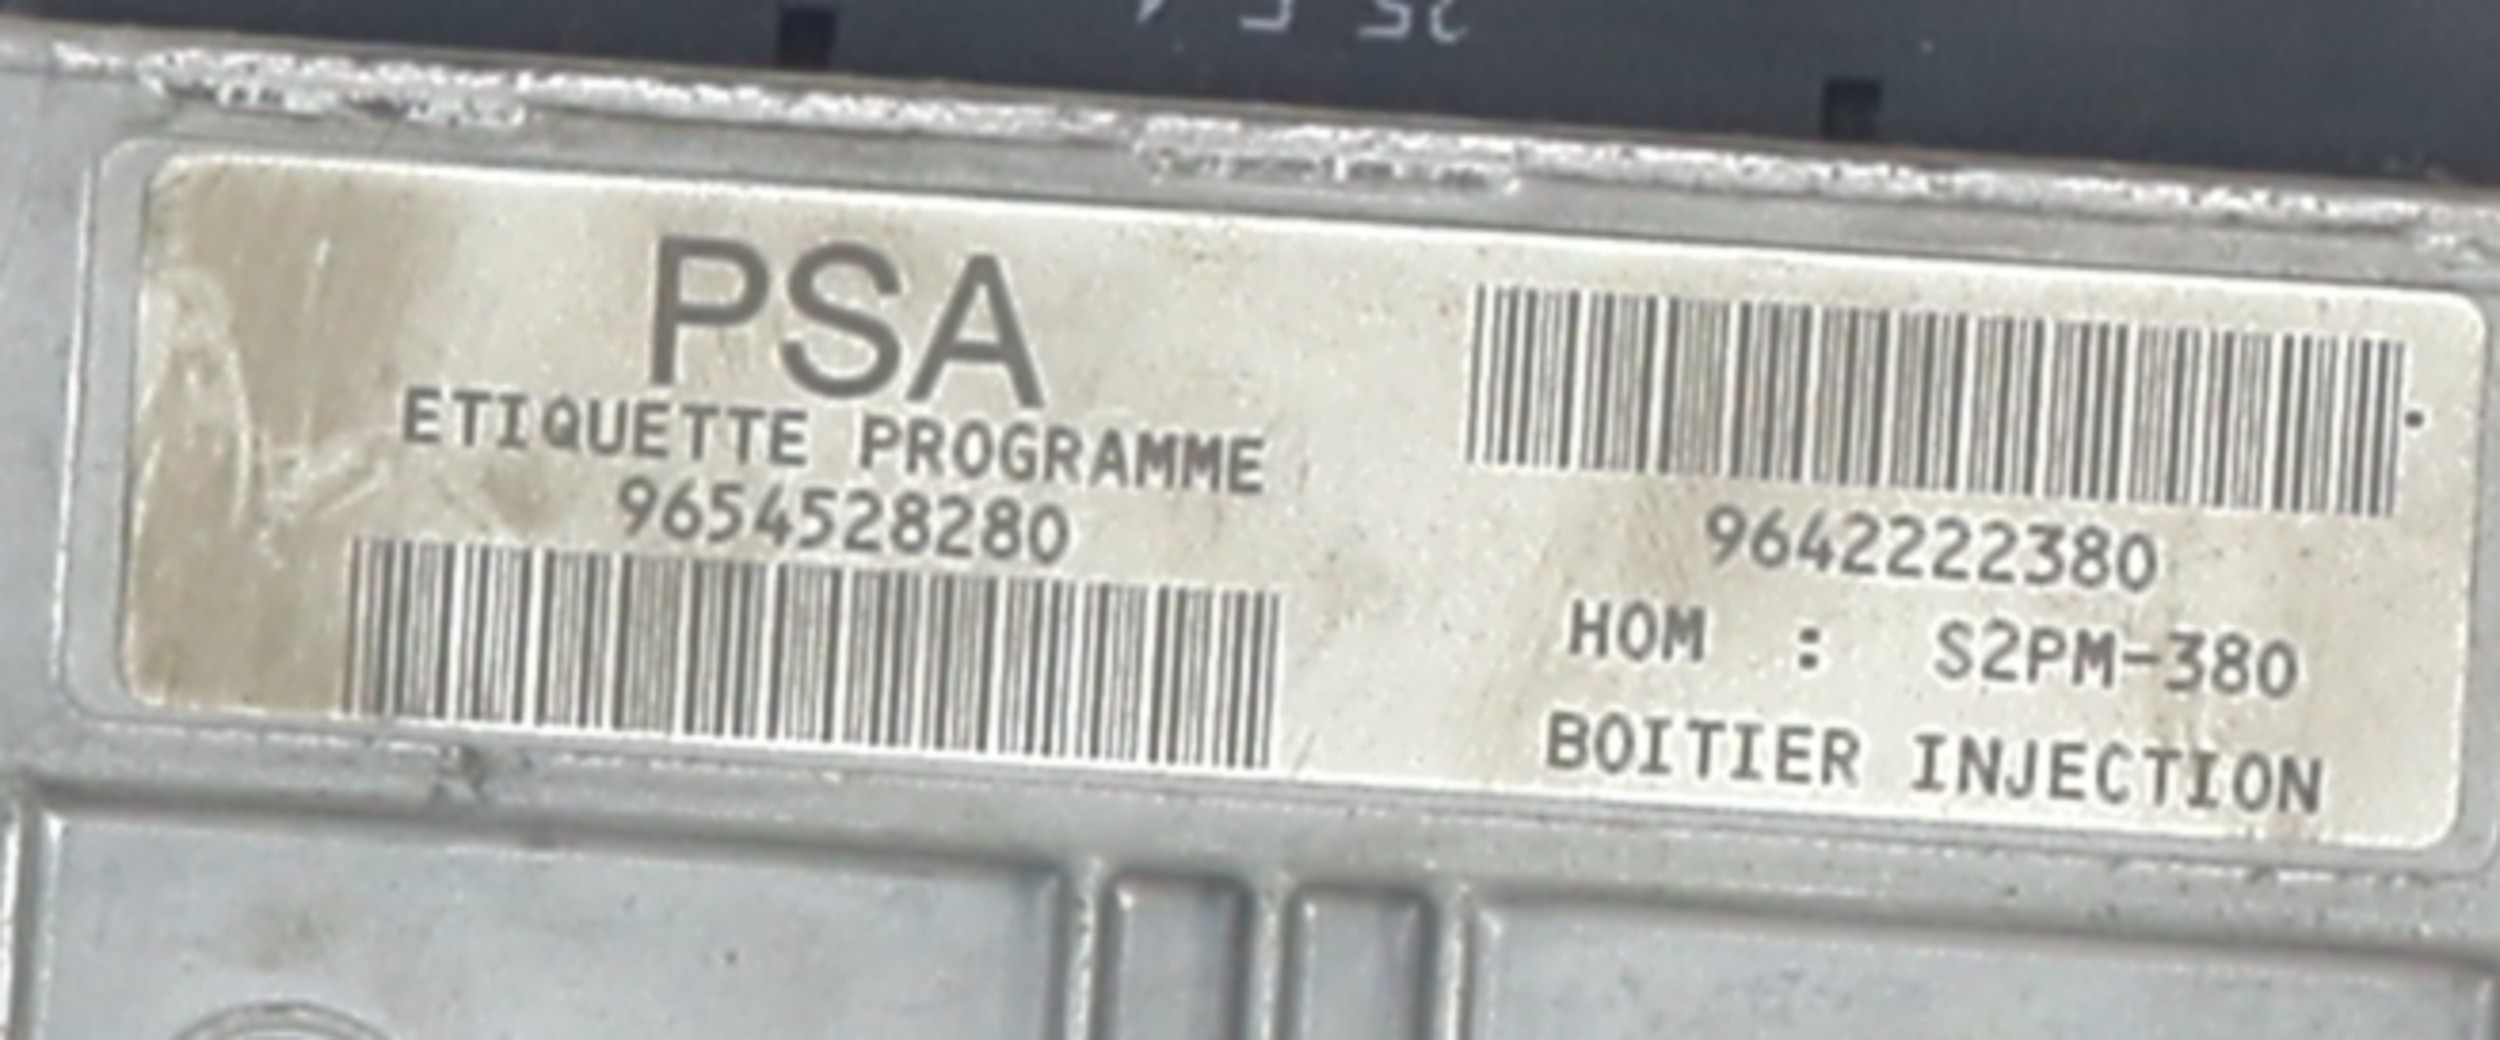 PSA
ETIQUETTE PROGRAMME
9654528280
9642222380
HOM : S2PM-380
BOITIER INJECTION